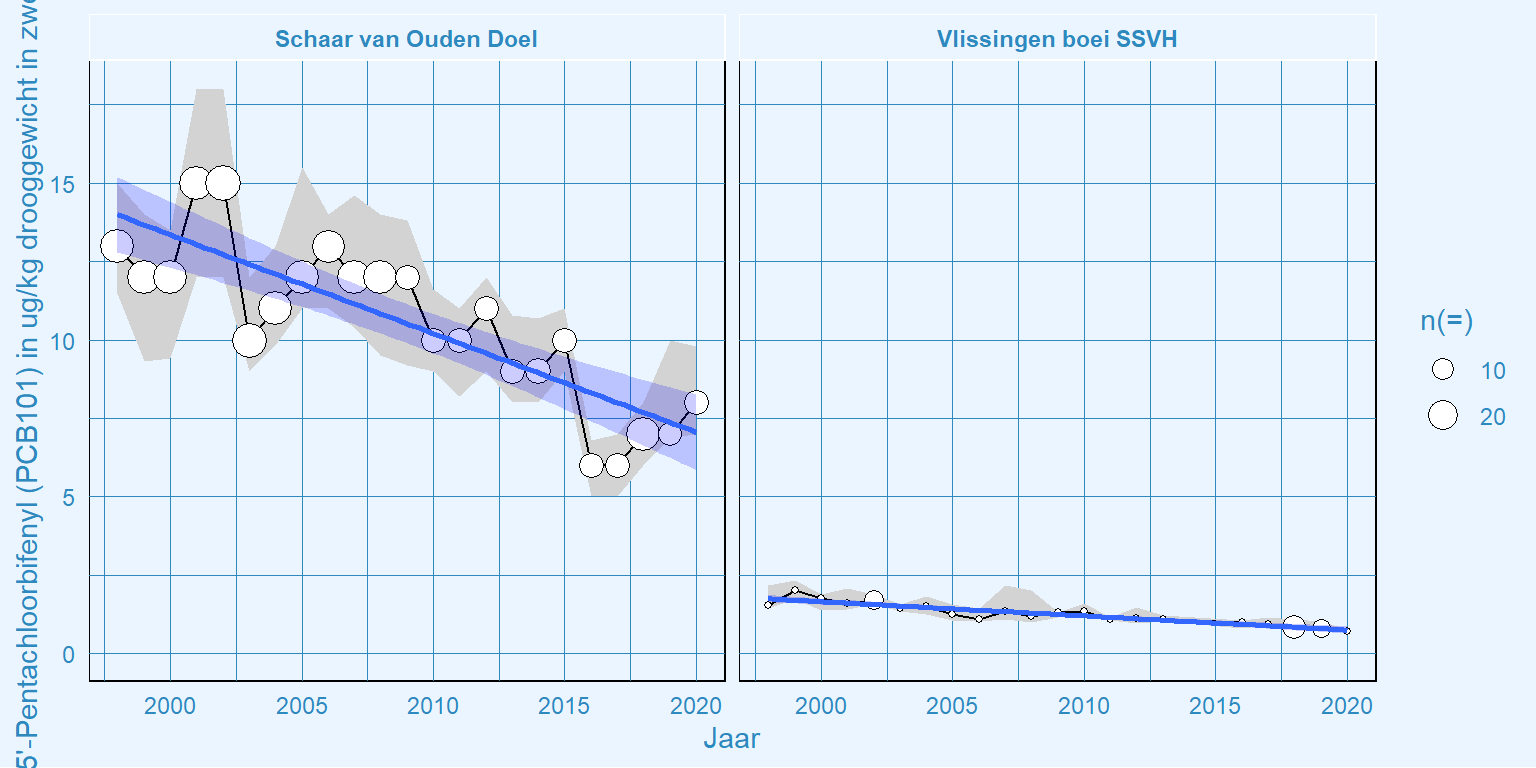 Schaar van Ouden Doel
Vlissingen boei SSVH
5'-Pentachloorbifenyl (PCB101) in ug/kg drooggewicht in zwe
15
10
5
0
2000 2005 2010 2015 2020
2000 2005 2010 2015 2020
Jaar
n(=)
10
20